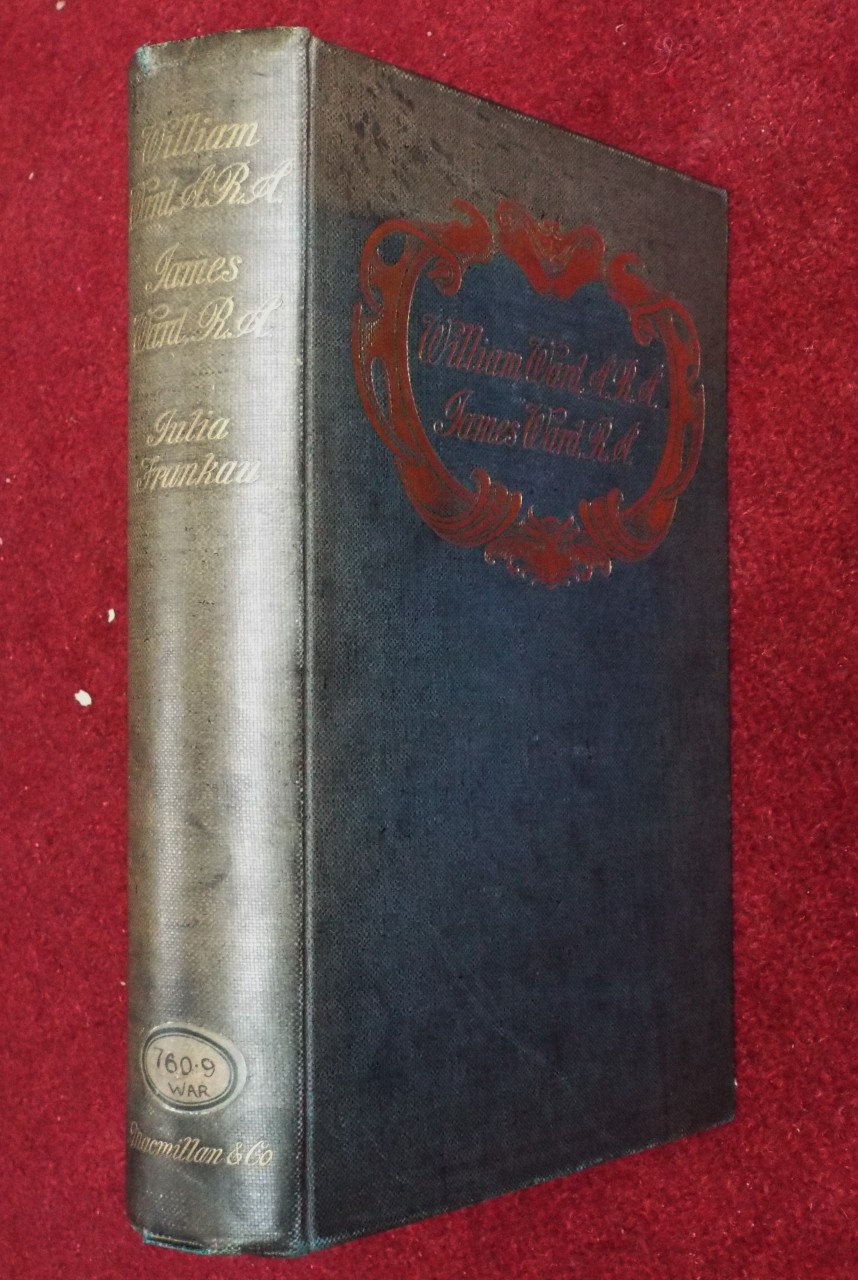 William
Ward, A.R.A.
James
Ward, R.A.
Julia
Frankau
760.9
WAR
Macmillan & Co
William Ward, A.R.A.
James Ward, R.A.